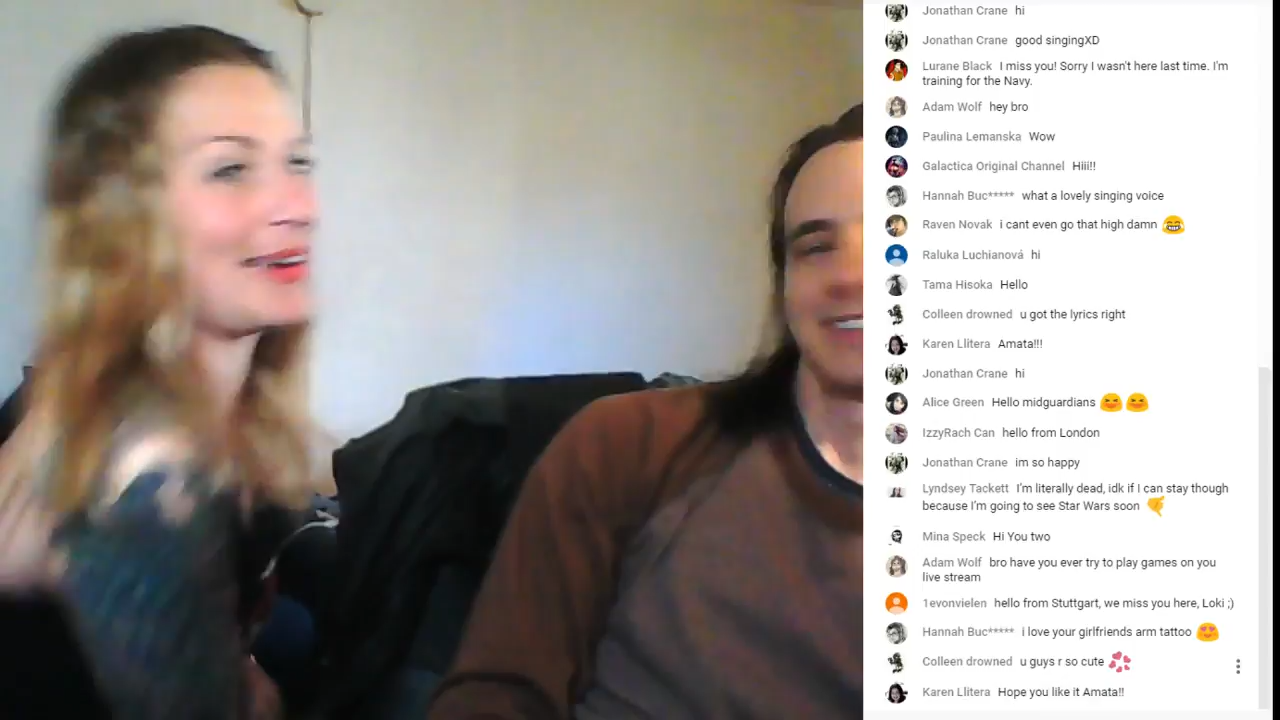 Jonathan Crane hi
Jonathan Crane good singingXD
Lurane Black I miss you! Sorry I wasn't here last time. I'm
training for the Navy.
Adam Wolf hey bro
Paulina Lemanska Wow
Galactica Original Channel Hiii!!
Hannah Buc***** what a lovely singing voice
Raven Novak i cant even go that high damn 😂
Raluka Luchianová hi
Tama Hisoka Hello
Colleen drowned u got the lyrics right
Karen Llitera Amata!!!
Jonathan Crane hi
Alice Green Hello midguardians 😆 😆
IzzyRach Can hello from London
Jonathan Crane im so happy
Lyndsey Tackett I'm literally dead, idk if I can stay though
because I'm going to see Star Wars soon
Mina Speck Hi You two
Adam Wolf bro have you ever try to play games on you
live stream
1evonvielen hello from Stuttgart, we miss you here, Loki ;)
Hannah Buc***** i love your girlfriends arm tattoo 😍
Colleen drowned u guys r so cute 💞
Karen Llitera Hope you like it Amata!!